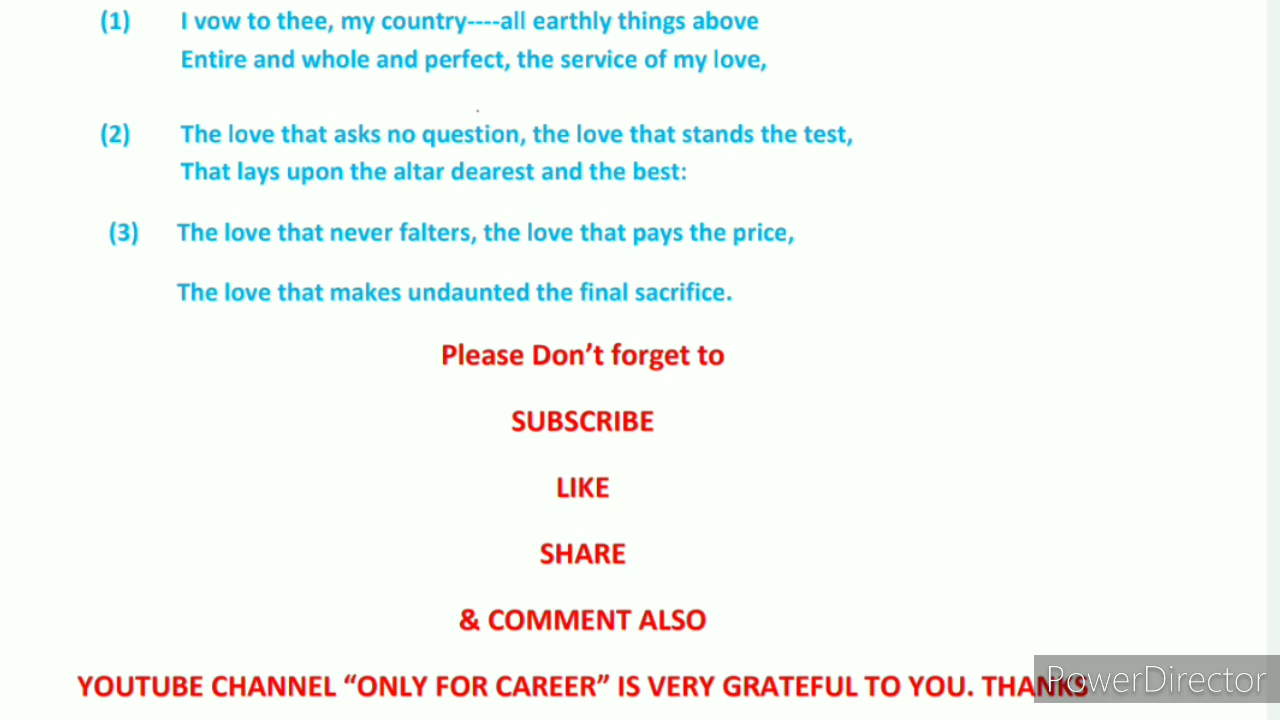 (1) I vow to thee, my country----all earthly things above
Entire and whole and perfect, the service of my love,
(2) The love that asks no question, the love that stands the test,
That lays upon the altar dearest and the best:
(3) The love that never falters, the love that pays the price,
The love that makes undaunted the final sacrifice.
Please Don’t forget to
SUBSCRIBE
LIKE
SHARE
& COMMENT ALSO
YOUTUBE CHANNEL “ONLY FOR CAREER” IS VERY GRATEFUL TO YOU. THANKS
PowerDirector